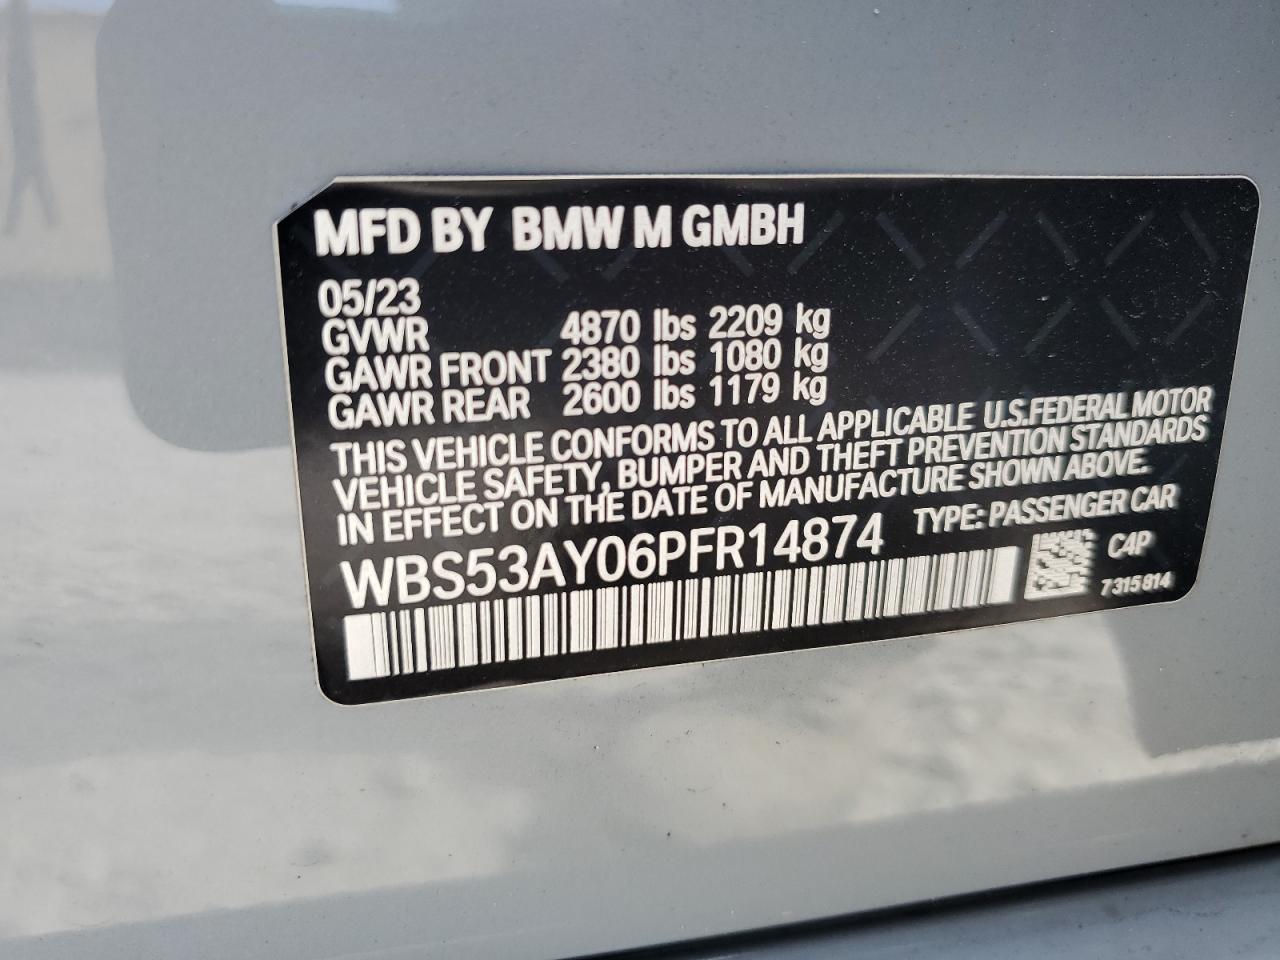 MFD BY BMW M GMBH
05/23
GVWR 4870 lbs 2209 kg
GAWR FRONT 2380 lbs 1080 kg
GAWR REAR 2600 lbs 1179 kg
THIS VEHICLE CONFORMS TO ALL APPLICABLE U.S.FEDERAL MOTOR
VEHICLE SAFETY, BUMPER AND THEFT PREVENTION STANDARDS
IN EFFECT ON THE DATE OF MANUFACTURE SHOWN ABOVE.
WBS53AY06PFR14874 TYPE: PASSENGER CAR
C4P
7315814